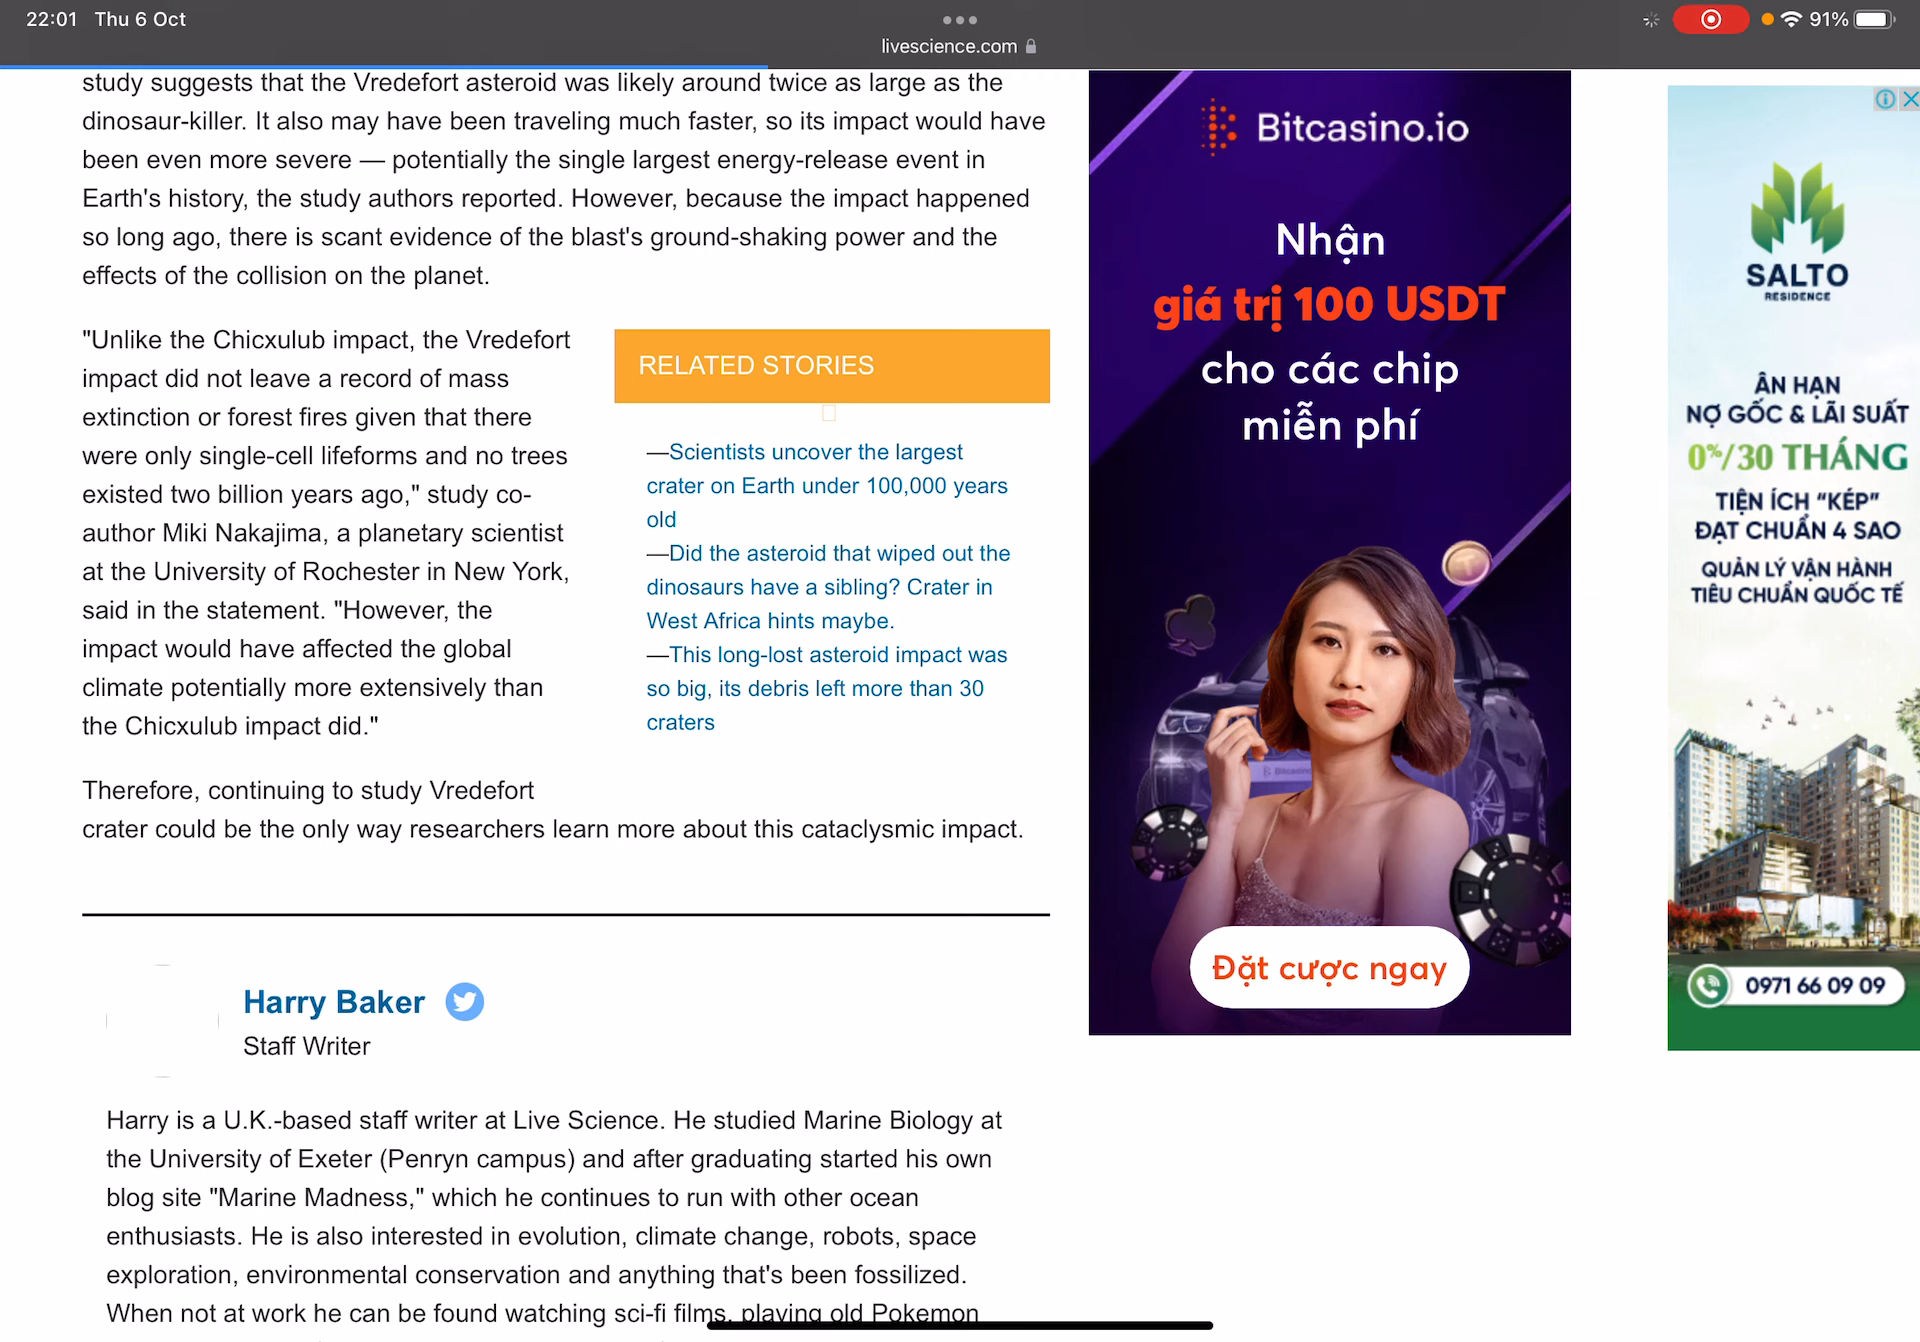 22:01 Thu 6 Oct
livescience.com
91%
study suggests that the Vredefort asteroid was likely around twice as large as the
dinosaur-killer. It also may have been traveling much faster, so its impact would have
been even more severe — potentially the single largest energy-release event in
Earth's history, the study authors reported. However, because the impact happened
so long ago, there is scant evidence of the blast's ground-shaking power and the
effects of the collision on the planet.
"Unlike the Chicxulub impact, the Vredefort
impact did not leave a record of mass
extinction or forest fires given that there
were only single-cell lifeforms and no trees
existed two billion years ago," study co-
author Miki Nakajima, a planetary scientist
at the University of Rochester in New York,
said in the statement. "However, the
impact would have affected the global
climate potentially more extensively than
the Chicxulub impact did."
RELATED STORIES
—Scientists uncover the largest
crater on Earth under 100,000 years
old
—Did the asteroid that wiped out the
dinosaurs have a sibling? Crater in
West Africa hints maybe.
—This long-lost asteroid impact was
so big, its debris left more than 30
craters
Therefore, continuing to study Vredefort
crater could be the only way researchers learn more about this cataclysmic impact.
Harry Baker
Staff Writer
Harry is a U.K.-based staff writer at Live Science. He studied Marine Biology at
the University of Exeter (Penryn campus) and after graduating started his own
blog site "Marine Madness," which he continues to run with other ocean
enthusiasts. He is also interested in evolution, climate change, robots, space
exploration, environmental conservation and anything that's been fossilized.
When not at work he can be found watching sci-fi films, playing old Pokemon
Bitcasino.io
Nhận
giá trị 100 USDT
cho các chip
miễn phí
Bitcasino
Đặt cược ngay
SALTO
RESIDENCE
ÂN HẠN
NỢ GỐC & LÃI SUẤT
0%/30 THÁNG
TIỆN ÍCH “KÉP”
ĐẠT CHUẨN 4 SAO
QUẢN LÝ VẬN HÀNH
TIÊU CHUẨN QUỐC TẾ
0971 66 09 09